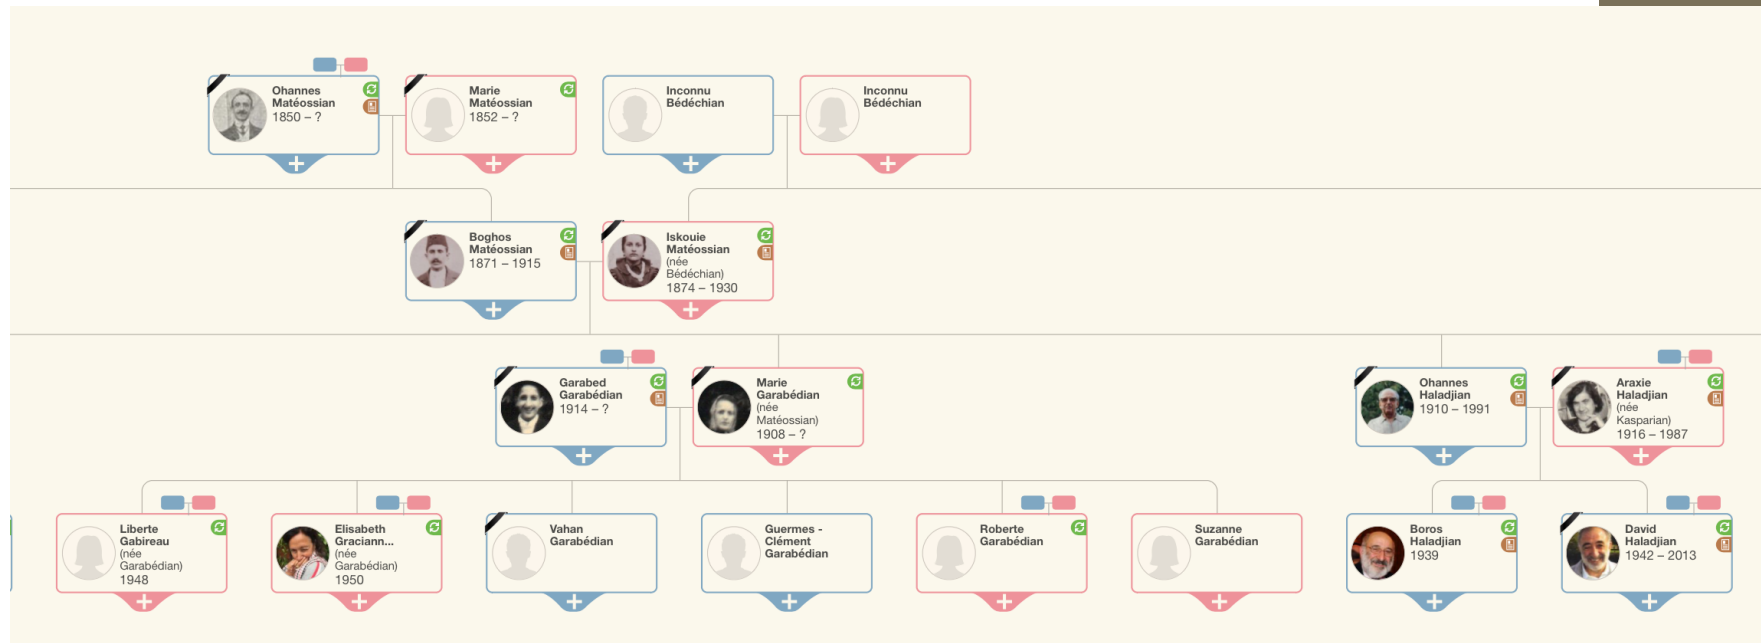 Ohannes
Matéossian
1850 – ?
Marie
Matéossian
1852 – ?
Inconnu
Bédéchian
Inconnu
Bédéchian
Boghos
Matéossian
1871 – 1915
Iskouie
Matéossian
(née
Bédéchian)
1874 – 1930
Garabed
Garabédian
1914 – ?
Marie
Garabédian
(née
Matéossian)
1908 – ?
Ohannes
Haladjian
1910 – 1991
Araxie
Haladjian
(née
Kasparian)
1916 – 1987
Liberte
Gabireau
(née
Garabédian)
1948
Elisabeth
Graciann...
(née
Garabédian)
1950
Vahan
Garabédian
Guermes -
Clément
Garabédian
Roberte
Garabédian
Suzanne
Garabédian
Boros
Haladjian
1939
David
Haladjian
1942 – 2013